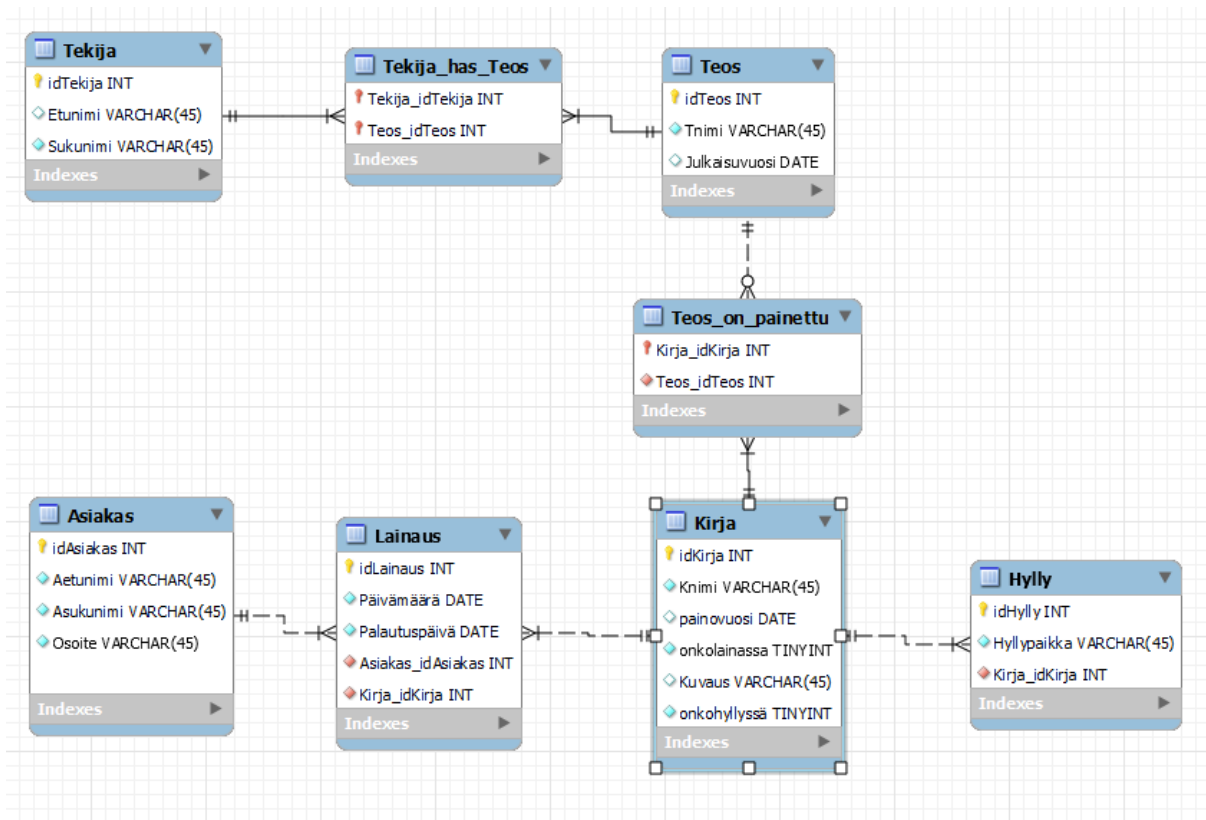 Tekija
idTekija INT
Etunimi VARCHAR(45)
Sukunimi VARCHAR(45)
Indexes
Tekija_has_Teos
Tekija_idTekija INT
Teos_idTeos INT
Indexes
Teos
idTeos INT
Tnimi VARCHAR(45)
Julkaisuvuosi DATE
Indexes
Teos_on_painettu
Kirja_idKirja INT
Teos_idTeos INT
Indexes
Asiakas
idAsiakas INT
Aetunimi VARCHAR(45)
Asukunimi VARCHAR(45)
Osoite VARCHAR(45)
Indexes
Lainaus
idLainaus INT
Päivämäärä DATE
Palautuspäivä DATE
Asiakas_idAsiakas INT
Kirja_idKirja INT
Indexes
Kirja
idKirja INT
Knimi VARCHAR(45)
painovuosi DATE
onkolainassa TINYINT
Kuvaus VARCHAR(45)
onkohyllyssä TINYINT
Indexes
Hylly
idHylly INT
Hyllypaikka VARCHAR(45)
Kirja_idKirja INT
Indexes